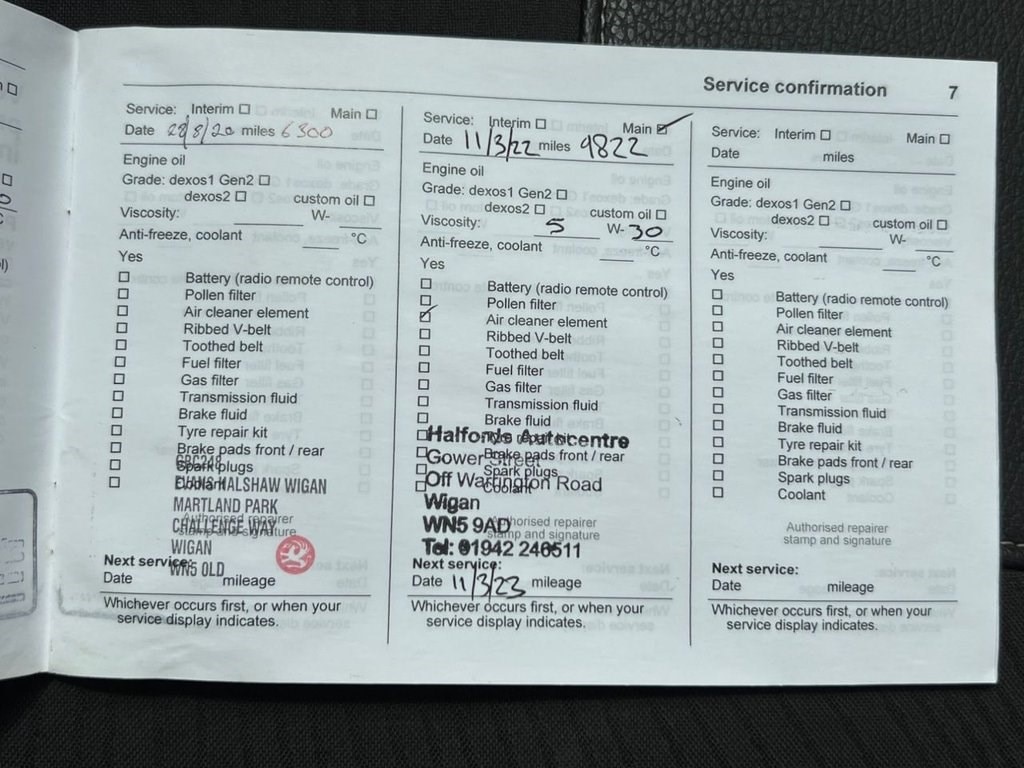 Service confirmation 7
Service: Interim ☐ Main ☐
Date 28/8/20 miles 6300
Engine oil
Grade: dexos1 Gen2 ☐
dexos2 ☐ custom oil ☐
Viscosity: W-
Anti-freeze, coolant °C
Yes
☐ Battery (radio remote control)
☐ Pollen filter
☐ Air cleaner element
☐ Ribbed V-belt
☐ Toothed belt
☐ Fuel filter
☐ Gas filter
☐ Transmission fluid
☐ Brake fluid
☐ Tyre repair kit
☐ Brake pads front / rear
☐ Spark plugs
☐ Coolant
EVANS HALSHAW WIGAN
MARTLAND PARK
Authorised repairer
CHALLENGE WAY
stamp and signature
WIGAN
WN5 0LD
Next service:
Date mileage
Whichever occurs first, or when your
service display indicates.
Service: Interim ☐ Main ☑
Date 11/3/22 miles 9822
Engine oil
Grade: dexos1 Gen2 ☐
dexos2 ☐ custom oil ☐
Viscosity: 5 W- 30
Anti-freeze, coolant °C
Yes
☐ Battery (radio remote control)
☐ Pollen filter
☑ Air cleaner element
☐ Ribbed V-belt
☐ Toothed belt
☐ Fuel filter
☐ Gas filter
☐ Transmission fluid
☐ Brake fluid
☐ Tyre repair kit
☐ Brake pads front / rear
☐ Spark plugs
☐ Coolant
Halfords Autocentre
Gower Street
Off Warrington Road
Wigan
WN5 9AD
Tel: 01942 246511
Authorised repairer
stamp and signature
Next service:
Date 11/3/23 mileage
Whichever occurs first, or when your
service display indicates.
Service: Interim ☐ Main ☐
Date miles
Engine oil
Grade: dexos1 Gen2 ☐
dexos2 ☐ custom oil ☐
Viscosity: W-
Anti-freeze, coolant °C
Yes
☐ Battery (radio remote control)
☐ Pollen filter
☐ Air cleaner element
☐ Ribbed V-belt
☐ Toothed belt
☐ Fuel filter
☐ Gas filter
☐ Transmission fluid
☐ Brake fluid
☐ Tyre repair kit
☐ Brake pads front / rear
☐ Spark plugs
☐ Coolant
Authorised repairer
stamp and signature
Next service:
Date mileage
Whichever occurs first, or when your
service display indicates.